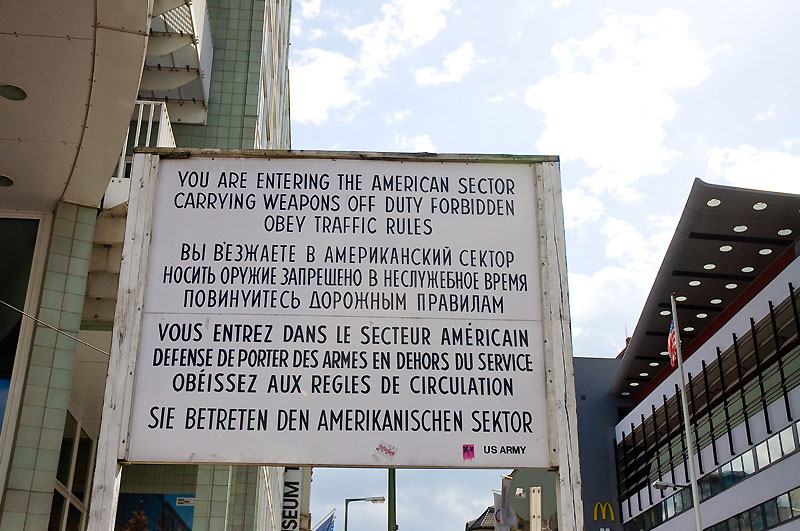 YOU ARE ENTERING THE AMERICAN SECTOR
CARRYING WEAPONS OFF DUTY FORBIDDEN
OBEY TRAFFIC RULES
ВЫ ВЪЕЗЖАЕТЕ В АМЕРИКАНСКИЙ СЕКТОР
НОСИТЬ ОРУЖИЕ ЗАПРЕЩЕНО В НЕСЛУЖЕБНОЕ ВРЕМЯ
ПОВИНУЙТЕСЬ ДОРОЖНЫМ ПРАВИЛАМ
VOUS ENTREZ DANS LE SECTEUR AMÉRICAIN
DEFENSE DE PORTER DES ARMES EN DEHORS DU SERVICE
OBÉISSEZ AUX REGLES DE CIRCULATION
SIE BETRETEN DEN AMERIKANISCHEN SEKTOR
US ARMY